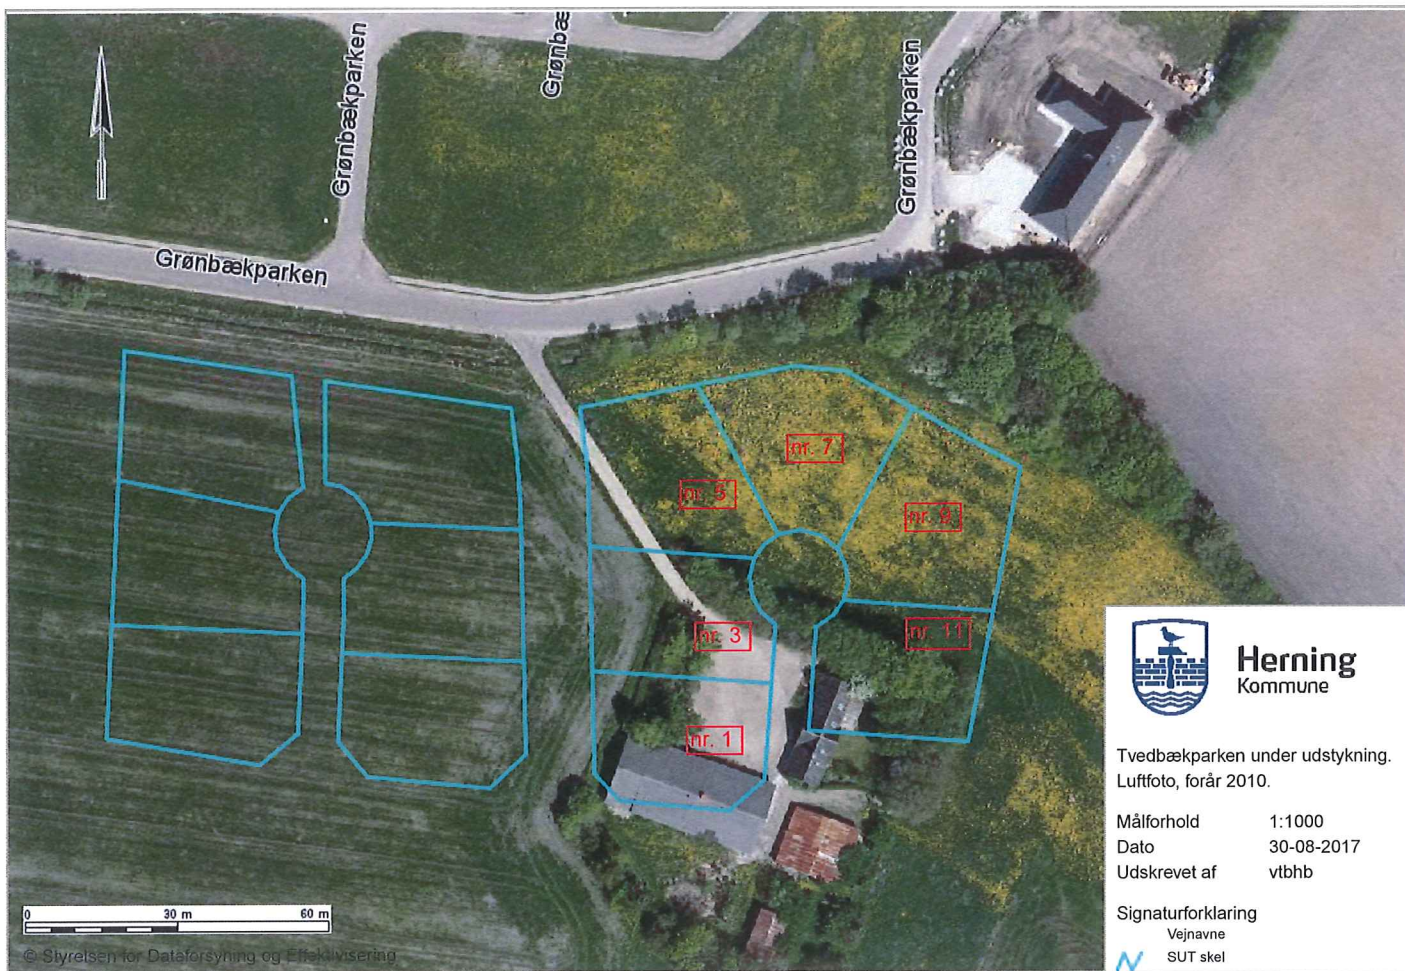 Grønbækparken
Grønbæ
Grønbækparken
Grønbækparken
nr. 7
nr. 5
nr. 9
nr. 3
nr. 11
nr. 1
Herning
Kommune
Tvedbækparken under udstykning.
Luftfoto, forår 2010.
Målforhold 1:1000
Dato 30-08-2017
Udskrevet af vtbhb
Signaturforklaring
Vejnavne
SUT skel
0 30 m 60 m
© Styrelsen for Dataforsyning og Effektivisering